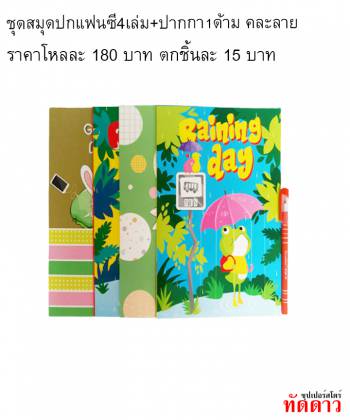 ชุดสมุดปกแฟนซี4เล่ม+ปากกา1ด้าม คละลาย
ราคาโหลละ 180 บาท ตกชิ้นละ 15 บาท
Raining
day
ซุปเปอร์สโตร์
ทัดดาว